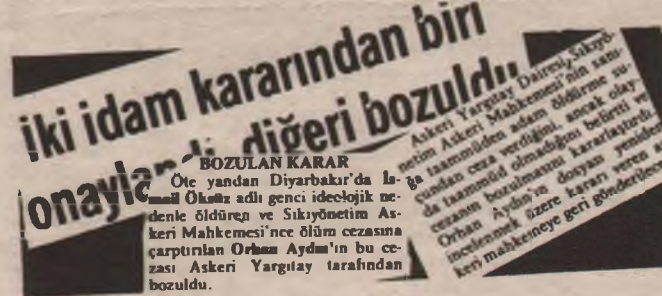 İki idam kararından biri
onaylandı, diğeri bozuldu
BOZULAN KARAR
Öte yandan Diyarbakır'da İs-
mail Öksüz adlı genci ideolojik ne-
denle öldüren ve Sıkıyönetim As-
keri Mahkemesi'nce ölüm cezasına
çarptırılan Orhan Aydın'ın bu ce-
zası Askeri Yargıtay tarafından
bozuldu.
Askeri Yargıtay Dairesi, Sıkıyö-
netim Askeri Mahkemesi'nin sanı-
ğa taammüden adam öldürme su-
çundan ceza verdiğini, ancak olay-
da taammüd olmadığını belirtti ve
cezanın bozulmasını kararlaştırdı.
Orhan Aydın'ın dosyası yeniden
incelenmek üzere kararı veren as-
keri mahkemeye geri gönderilecek.